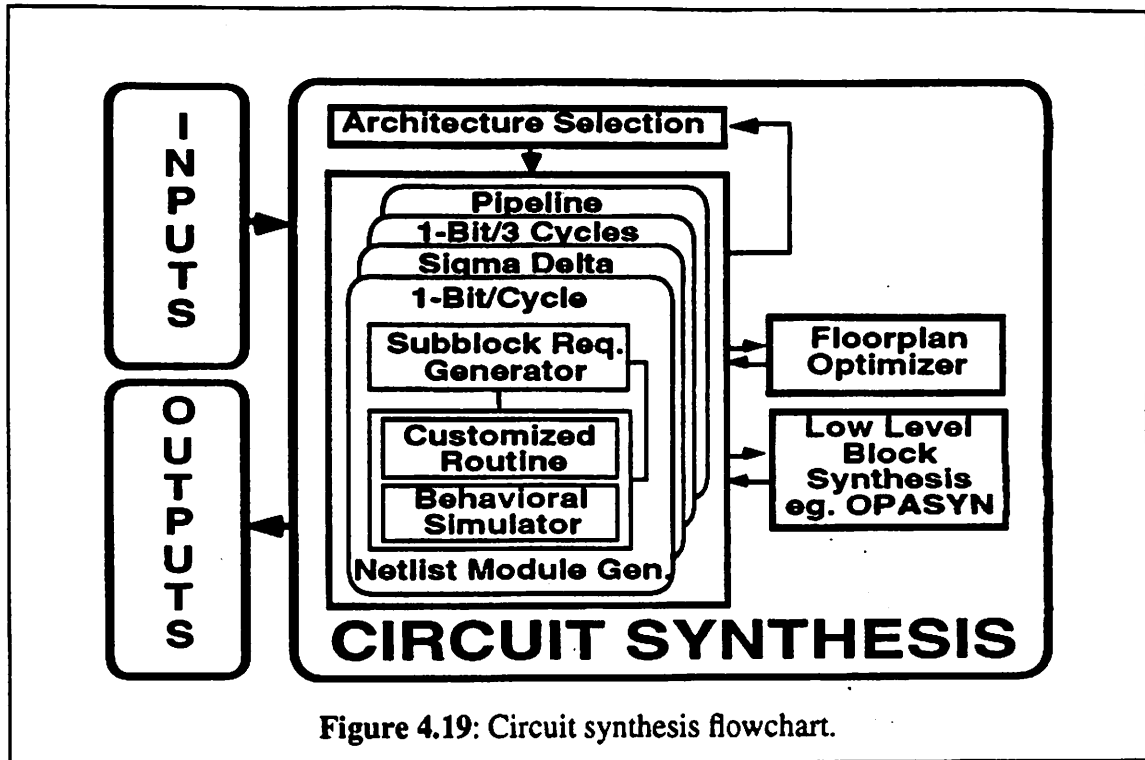 INPUTS
OUTPUTS
Architecture Selection
Pipeline
1-Bit/3 Cycles
Sigma Delta
1-Bit/Cycle
Subblock Req.
Generator
Customized
Routine
Behavioral
Simulator
Netlist Module Gen.
Floorplan
Optimizer
Low Level
Block
Synthesis
eg. OPASYN
CIRCUIT SYNTHESIS
Figure 4.19: Circuit synthesis flowchart.